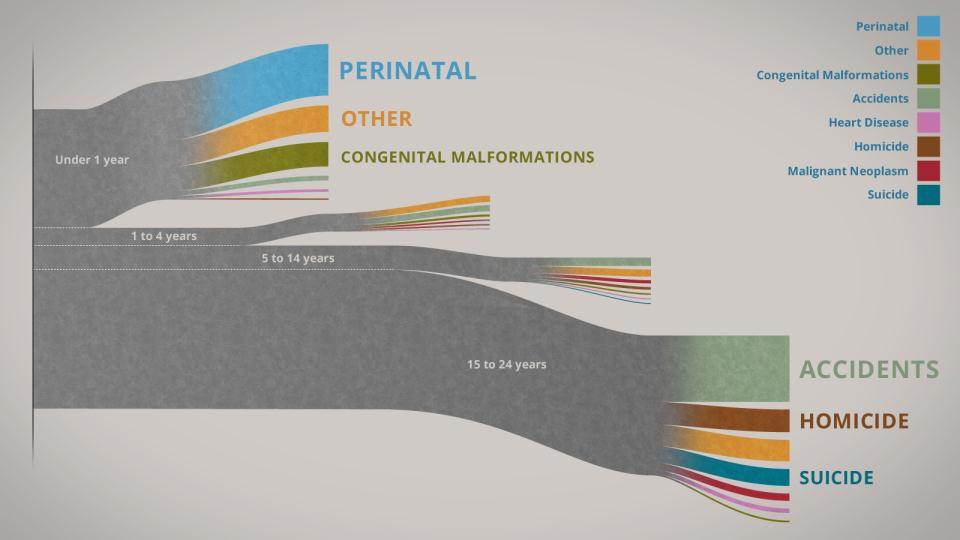 Perinatal
Other
Congenital Malformations
Accidents
Heart Disease
Homicide
Malignant Neoplasm
Suicide
PERINATAL
OTHER
CONGENITAL MALFORMATIONS
Under 1 year
1 to 4 years
5 to 14 years
15 to 24 years
ACCIDENTS
HOMICIDE
SUICIDE